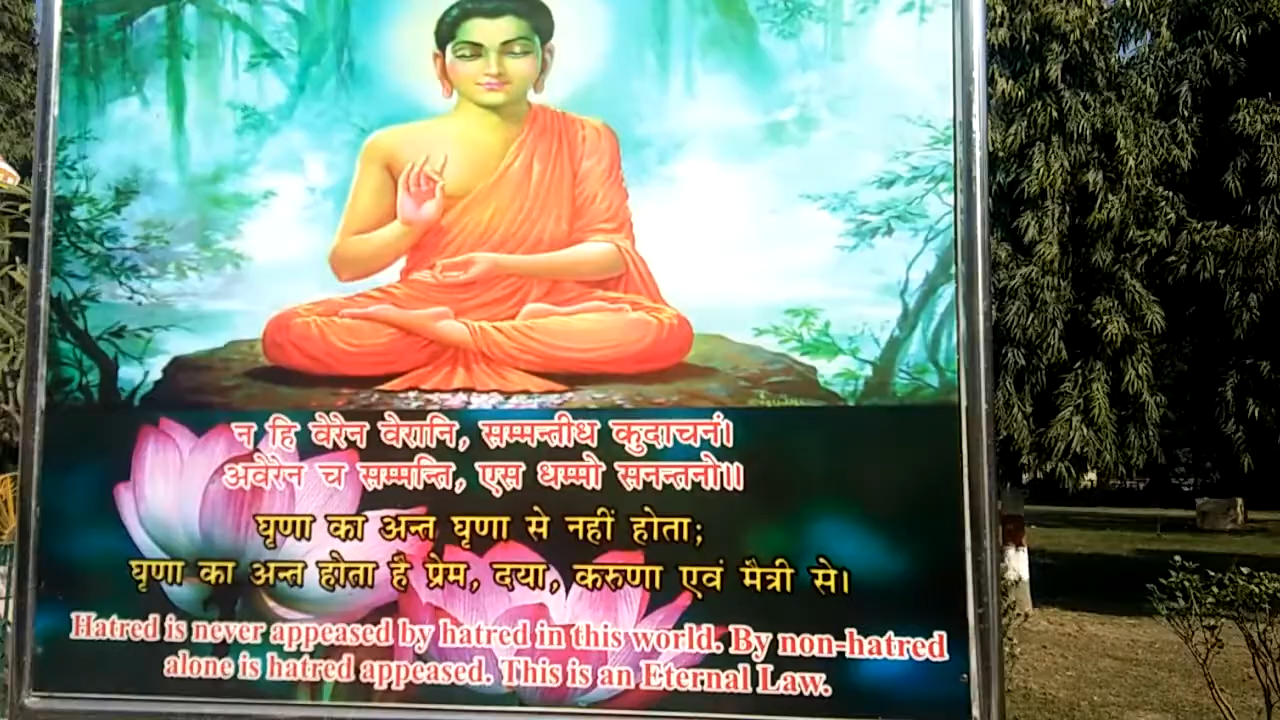 न हि वेरेन वेरानि, सम्मन्तीध कुदाचनं।
अवेरेन च सम्मन्ति, एस धम्मो सनन्तनो॥
घृणा का अन्त घृणा से नहीं होता;
घृणा का अन्त होता है प्रेम, दया, करुणा एवं मैत्री से।
Hatred is never appeased by hatred in this world. By non-hatred
alone is hatred appeased. This is an Eternal Law.